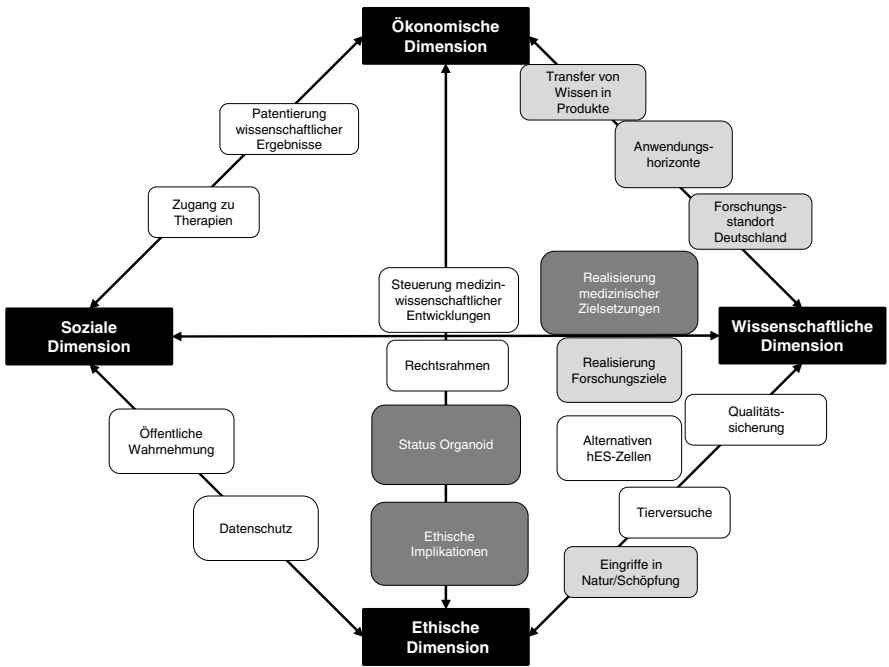 Ökonomische
Dimension
Transfer von
Wissen in
Produkte
Patentierung
wissenschaftlicher
Ergebnisse
Anwendungs-
horizonte
Zugang zu
Therapien
Forschungs-
standort
Deutschland
Steuerung medizin-
wissenschaftlicher
Entwicklungen
Realisierung
medizinischer
Zielsetzungen
Soziale
Dimension
Wissenschaftliche
Dimension
Rechtsrahmen
Realisierung
Forschungsziele
Öffentliche
Wahrnehmung
Status Organoid
Alternativen
hES-Zellen
Qualitäts-
sicherung
Datenschutz
Ethische
Implikationen
Tierversuche
Eingriffe in
Natur/Schöpfung
Ethische
Dimension